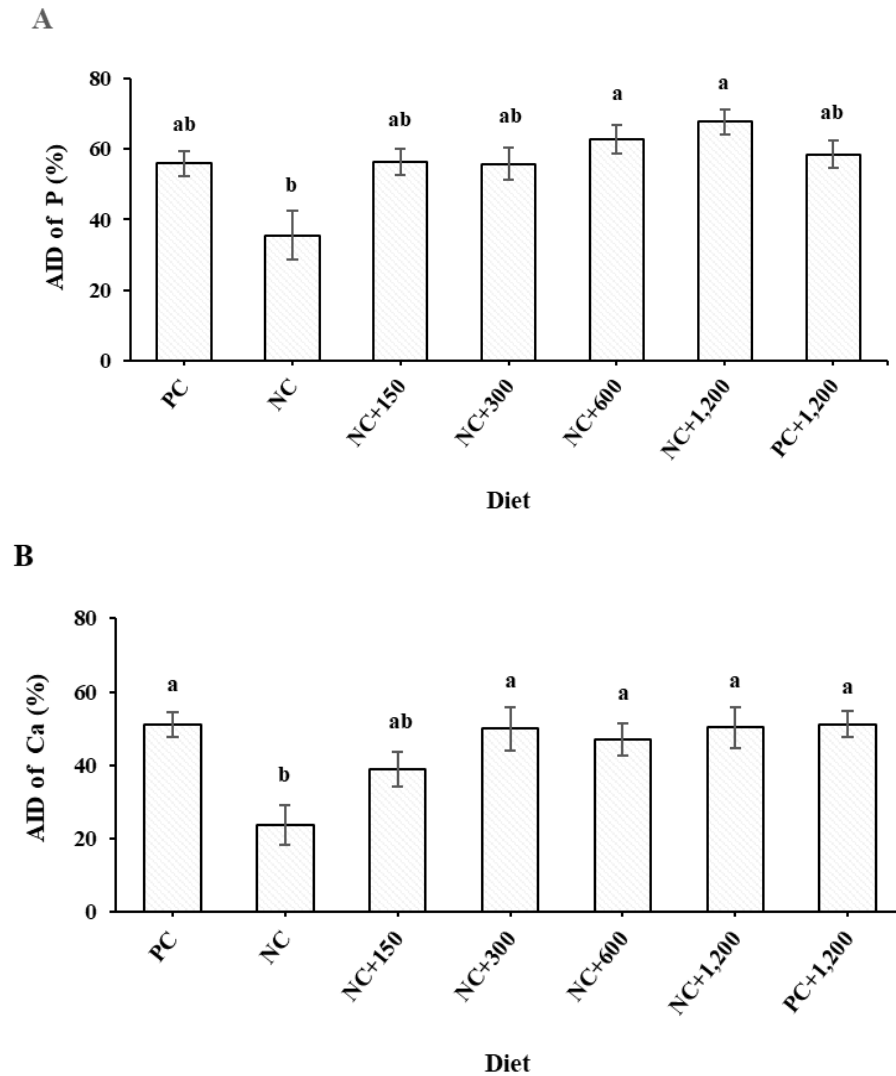 A
AID of P (%)
80
60
40
20
0
ab
b
ab
ab
a
a
ab
PC
NC
NC+150
NC+300
NC+600
NC+1,200
PC+1,200
Diet
B
AID of Ca (%)
80
60
40
20
0
a
b
ab
a
a
a
a
PC
NC
NC+150
NC+300
NC+600
NC+1,200
PC+1,200
Diet